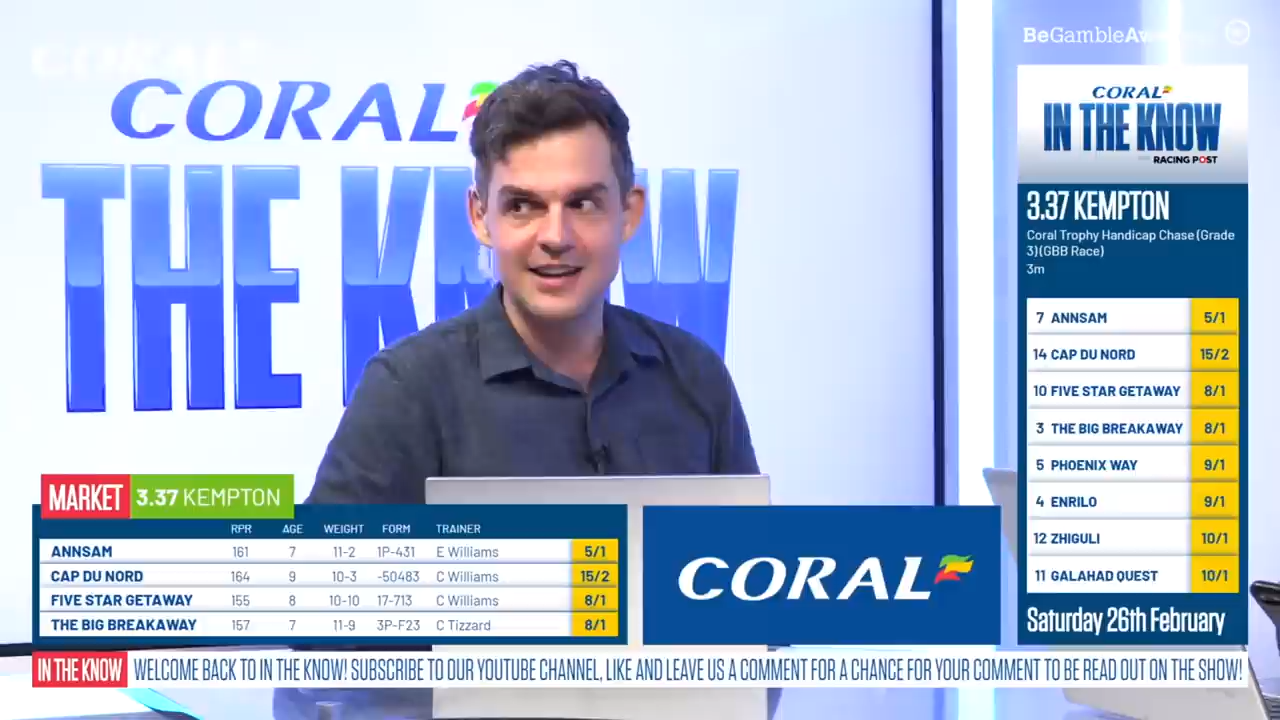 CORAL
CORAL
THE KNOW
BeGambleAw
CORAL
IN THE KNOW
RACING POST
3.37 KEMPTON
Coral Trophy Handicap Chase (Grade
3) (GBB Race)
3m
7 ANNSAM 5/1
14 CAP DU NORD 15/2
10 FIVE STAR GETAWAY 8/1
3 THE BIG BREAKAWAY 8/1
5 PHOENIX WAY 9/1
4 ENRILO 9/1
12 ZHIGULI 10/1
11 GALAHAD QUEST 10/1
Saturday 26th February
MARKET 3.37 KEMPTON
RPR AGE WEIGHT FORM TRAINER
ANNSAM 161 7 11-2 1P-431 E Williams 5/1
CAP DU NORD 164 9 10-3 -50483 C Williams 15/2
FIVE STAR GETAWAY 155 8 10-10 17-713 C Williams 8/1
THE BIG BREAKAWAY 157 7 11-9 3P-F23 C Tizzard 8/1
CORAL
IN THE KNOW WELCOME BACK TO IN THE KNOW! SUBSCRIBE TO OUR YOUTUBE CHANNEL, LIKE AND LEAVE US A COMMENT FOR A CHANCE FOR YOUR COMMENT TO BE READ OUT ON THE SHOW!